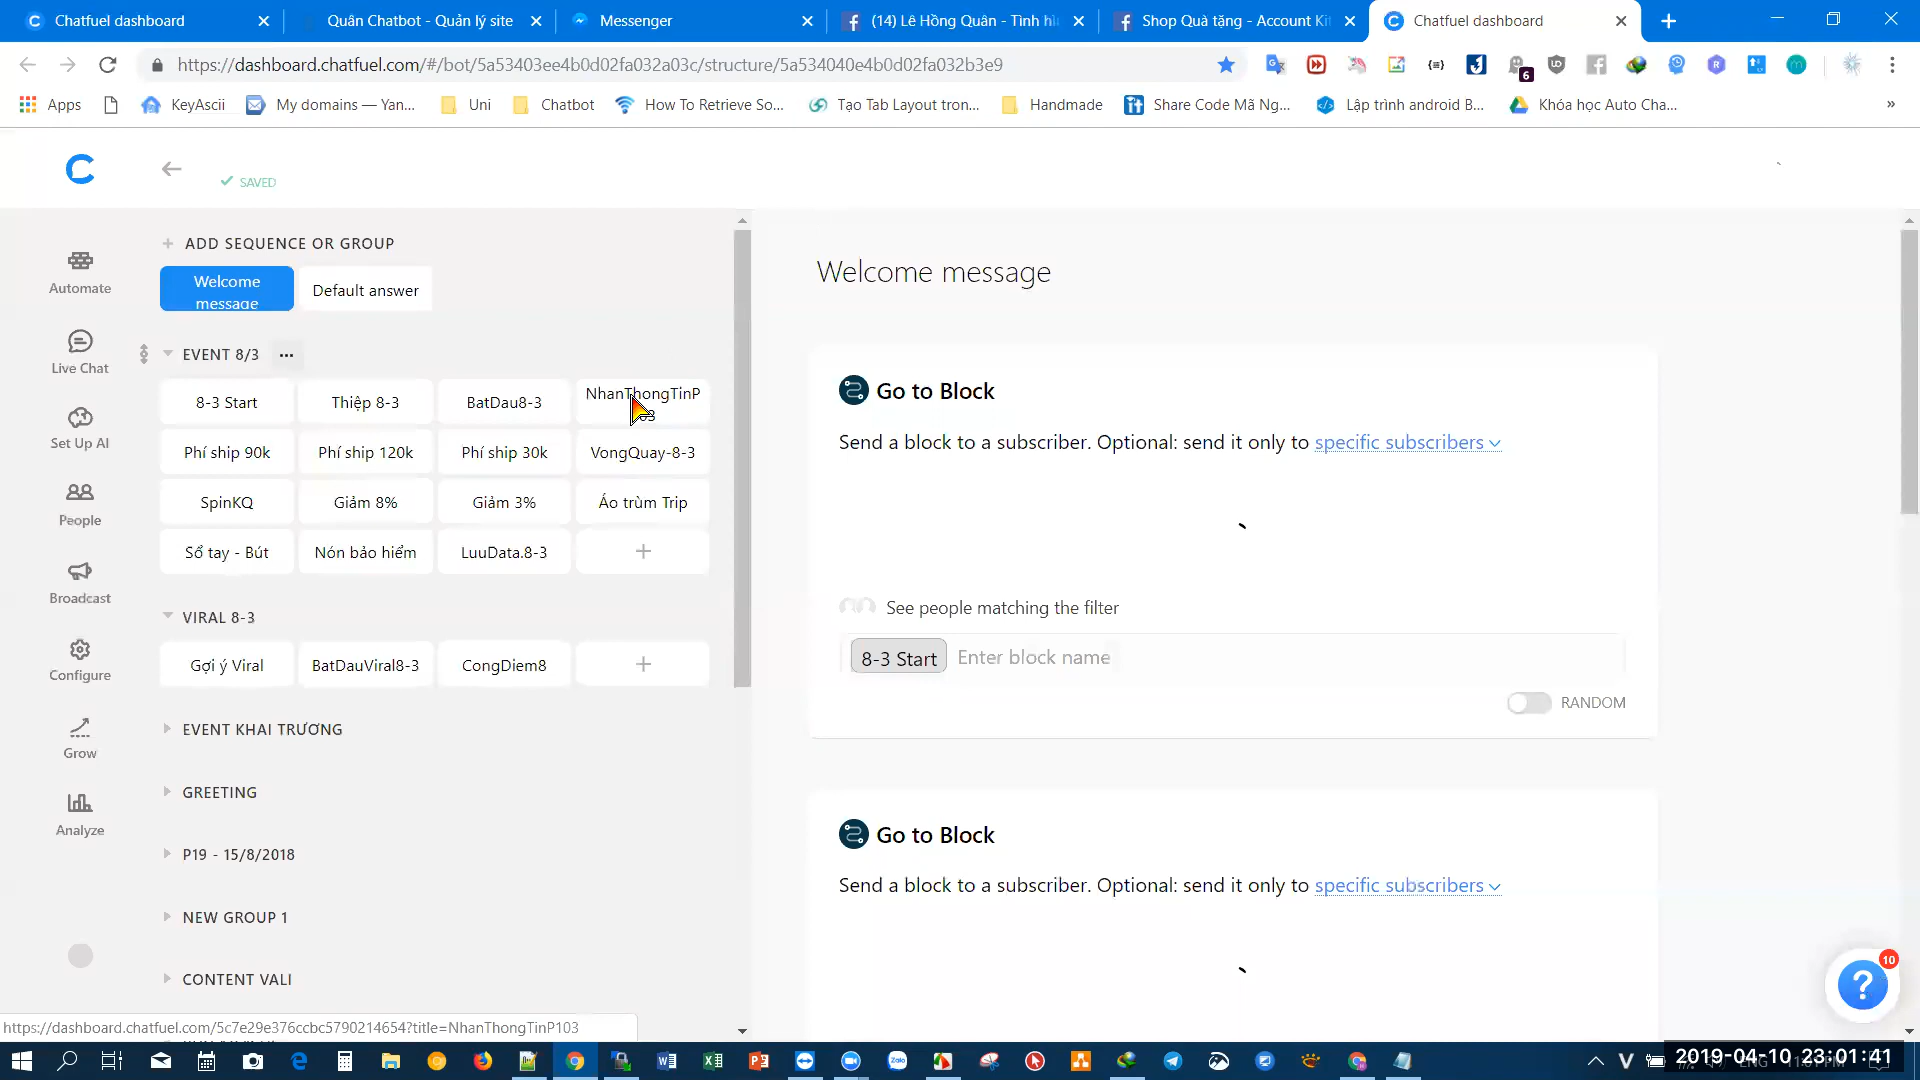 Chatfuel dashboard
Quân Chatbot - Quản lý site
Messenger
(14) Lê Hồng Quân - Tình hì
Shop Quà tặng - Account Kit
Chatfuel dashboard
https://dashboard.chatfuel.com/#/bot/5a53403ee4b0d02fa032a03c/structure/5a534040e4b0d02fa032b3e9
6
Apps
KeyAscii
My domains — Yan...
Uni
Chatbot
How To Retrieve So...
Tạo Tab Layout tron...
Handmade
Share Code Mã Ng...
Lập trình android B...
Khóa học Auto Cha...
SAVED
Automate
Live Chat
Set Up AI
People
Broadcast
Configure
Grow
Analyze
ADD SEQUENCE OR GROUP
Welcome
message
Default answer
EVENT 8/3
8-3 Start
Thiệp 8-3
BatDau8-3
NhanThongTinP
Phí ship 90k
Phí ship 120k
Phí ship 30k
VongQuay-8-3
SpinKQ
Giảm 8%
Giảm 3%
Áo trùm Trip
Sổ tay - Bút
Nón bảo hiểm
LuuData.8-3
VIRAL 8-3
Gợi ý Viral
BatDauViral8-3
CongDiem8
EVENT KHAI TRƯƠNG
GREETING
P19 - 15/8/2018
NEW GROUP 1
CONTENT VALI
Welcome message
Go to Block
Send a block to a subscriber. Optional: send it only to specific subscribers
See people matching the filter
8-3 Start
Enter block name
RANDOM
Go to Block
Send a block to a subscriber. Optional: send it only to specific subscribers
10
https://dashboard.chatfuel.com/5c7e29e376ccbc5790214654?title=NhanThongTinP103
2019-04-10 23:01:41